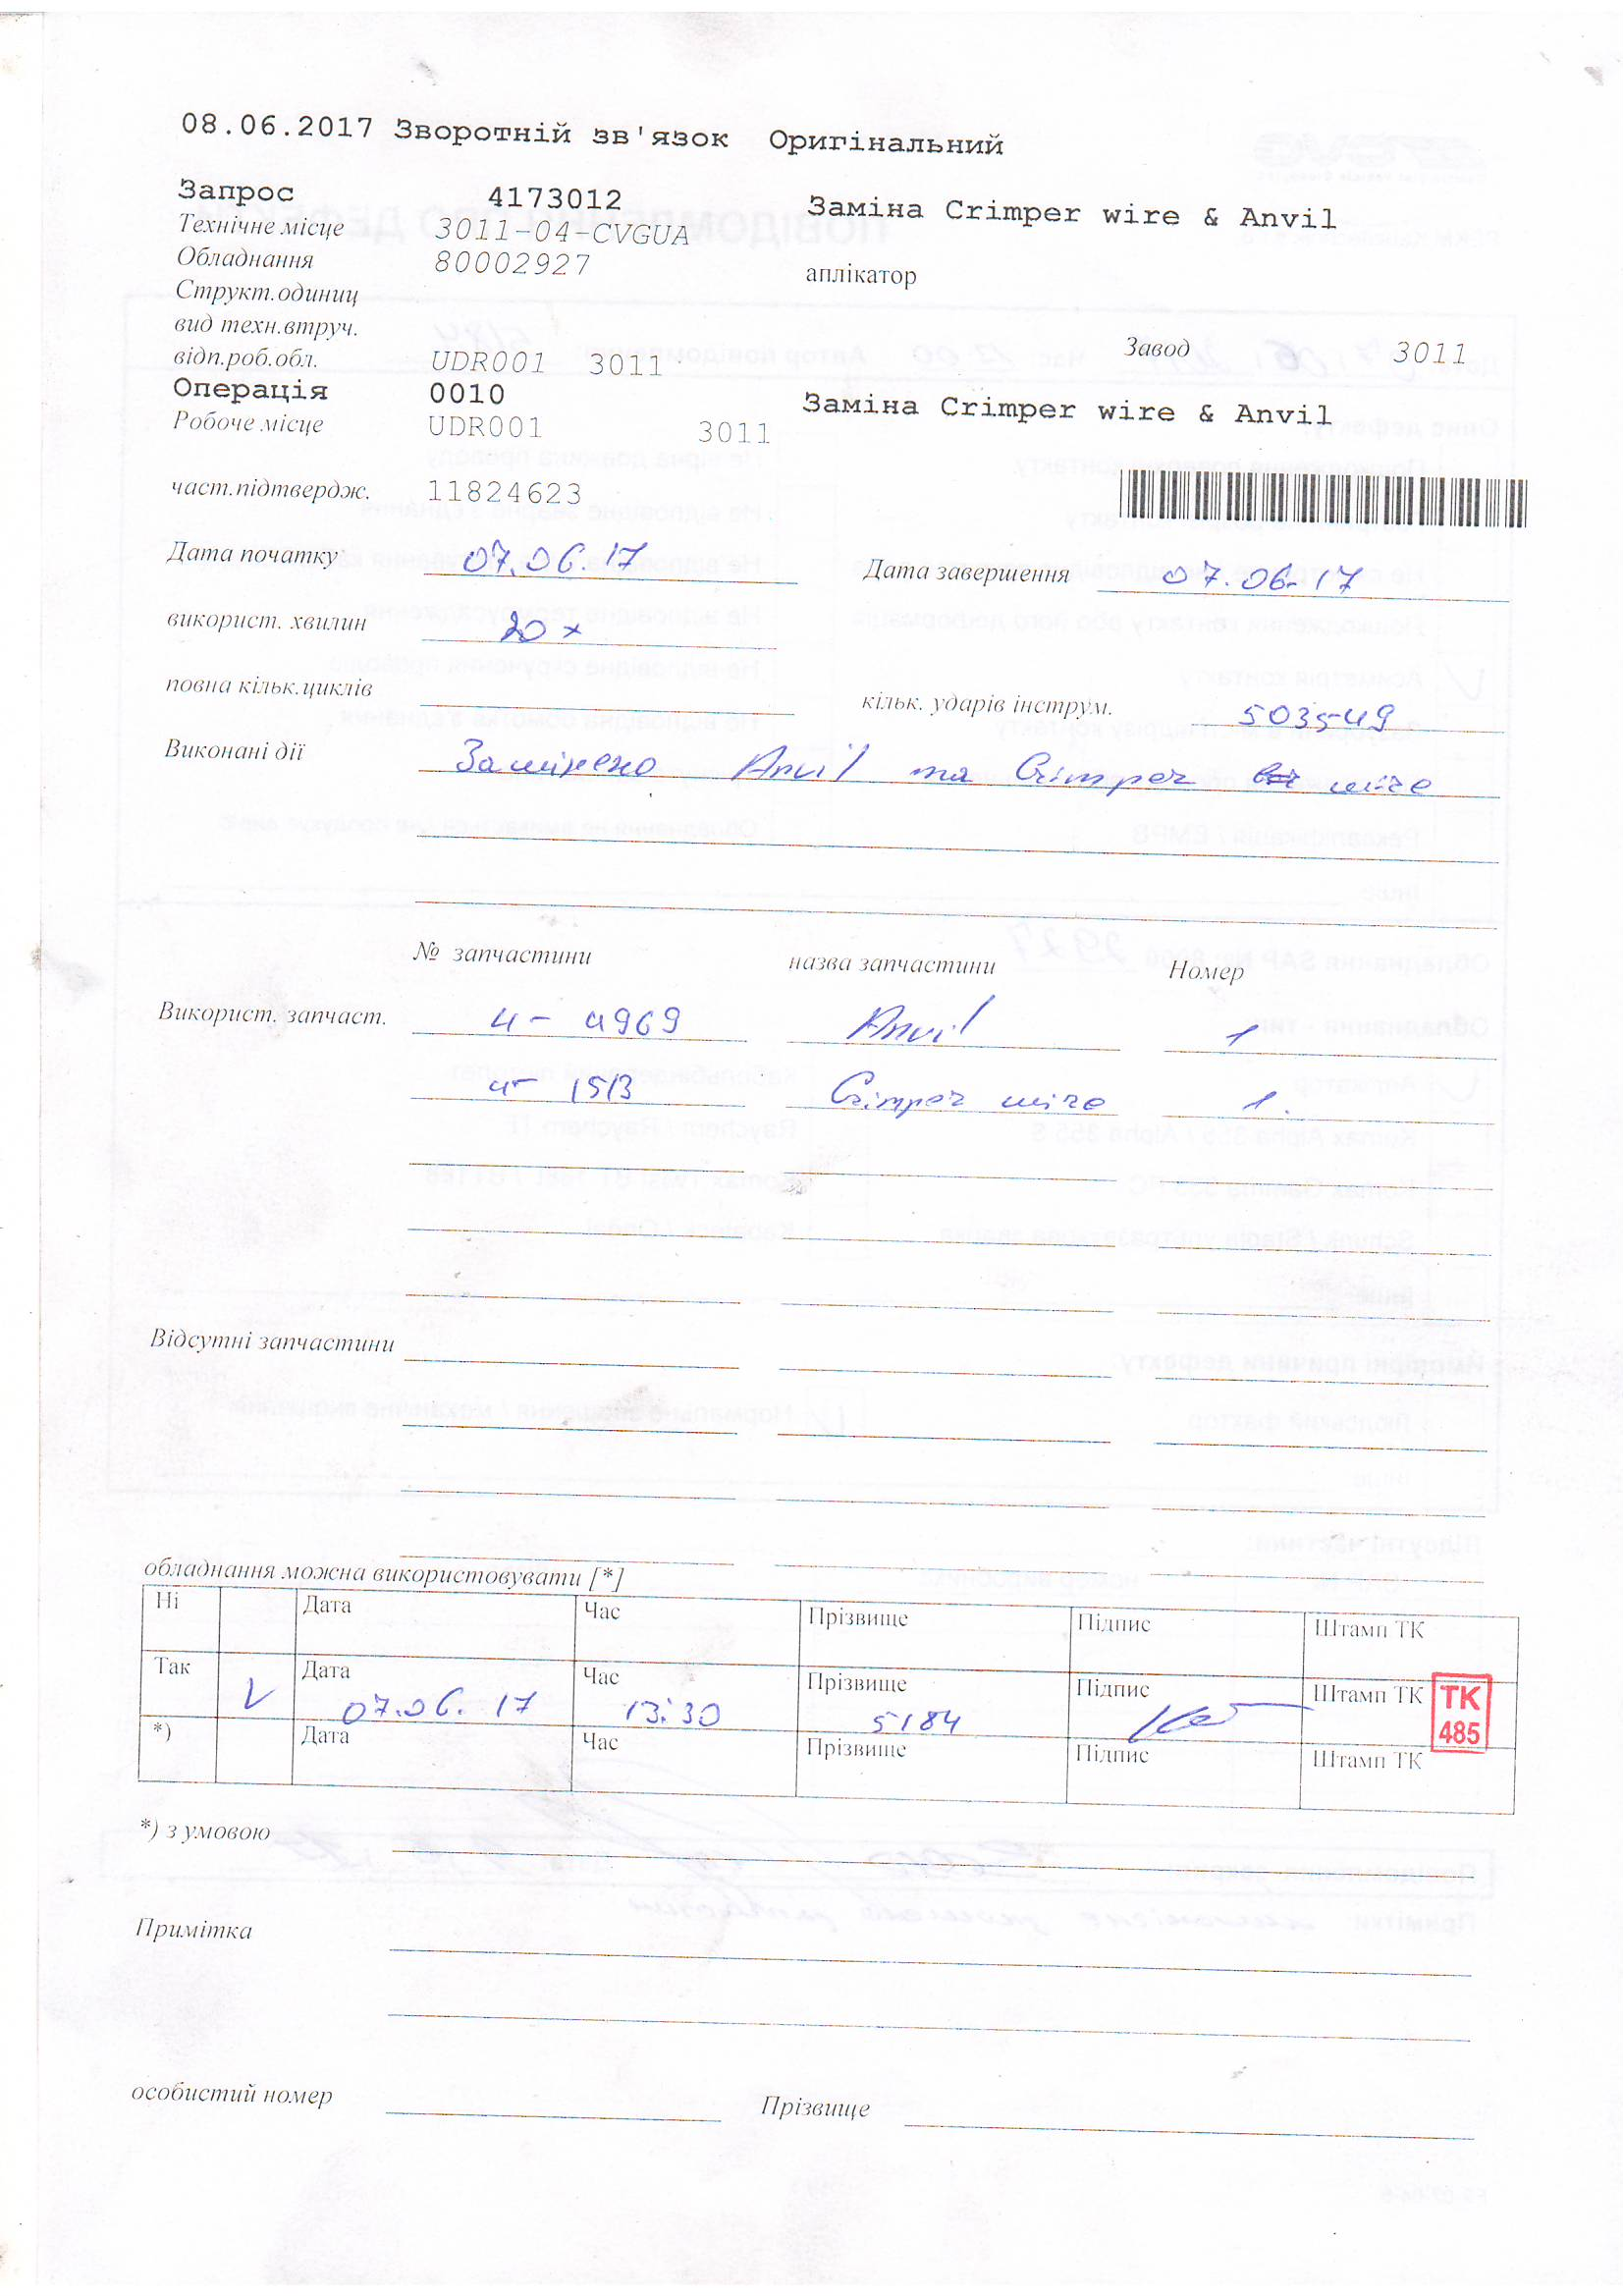 08.06.2017 Зворотній зв'язок Оригінальний
Запрос 4173012 Заміна Crimper wire & Anvil
Технічне місце 3011-04-CVGUA
Обладнання 80002927 аплікатор
Структ.одиниц
вид техн.втруч.
відп.роб.обл. UDR001 3011 Завод 3011
Операція 0010 Заміна Crimper wire & Anvil
Робоче місце UDR001 3011
част.підтвердж. 11824623
Дата початку 07.06.17 Дата завершення 07.06.17
використ. хвилин 20 х
повна кільк.циклів кільк. ударів інструм. 503549
Виконані дії Замінено Anvil та Crimper wire
№ запчастини назва запчастини Номер
Використ. запчаст. 4- 4969 Anvil 1
4- 1513 Crimper wire 1.
Відсутні запчастини
обладнання можна використовувати [*]
Ні Дата Час Прізвище Підпис Штамп ТК
Так V Дата 07.06.17 Час 13:30 Прізвище 5184 Підпис Штамп ТК ТК 485
*) Дата Час Прізвище Підпис Штамп ТК
*) з умовою
Примітка
особистий номер Прізвище